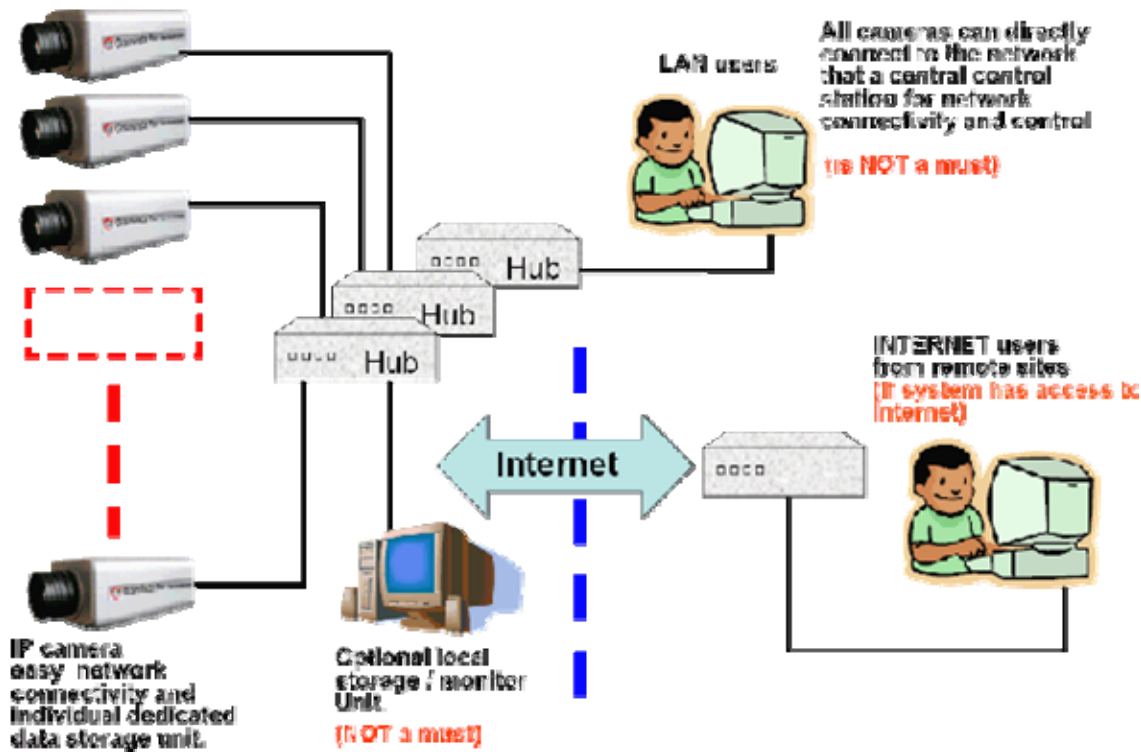 LAN users
All cameras can directly
connect to the network
that a central control
station for network
connectivity and control
(is NOT a must)
Hub
Hub
Hub
INTERNET users
from remote sites
(If system has access to
Internet)
Internet
IP camera
easy network
connectivity and
individual dedicated
data storage unit.
Optional local
storage / moniter
Unit
(NOT a must)